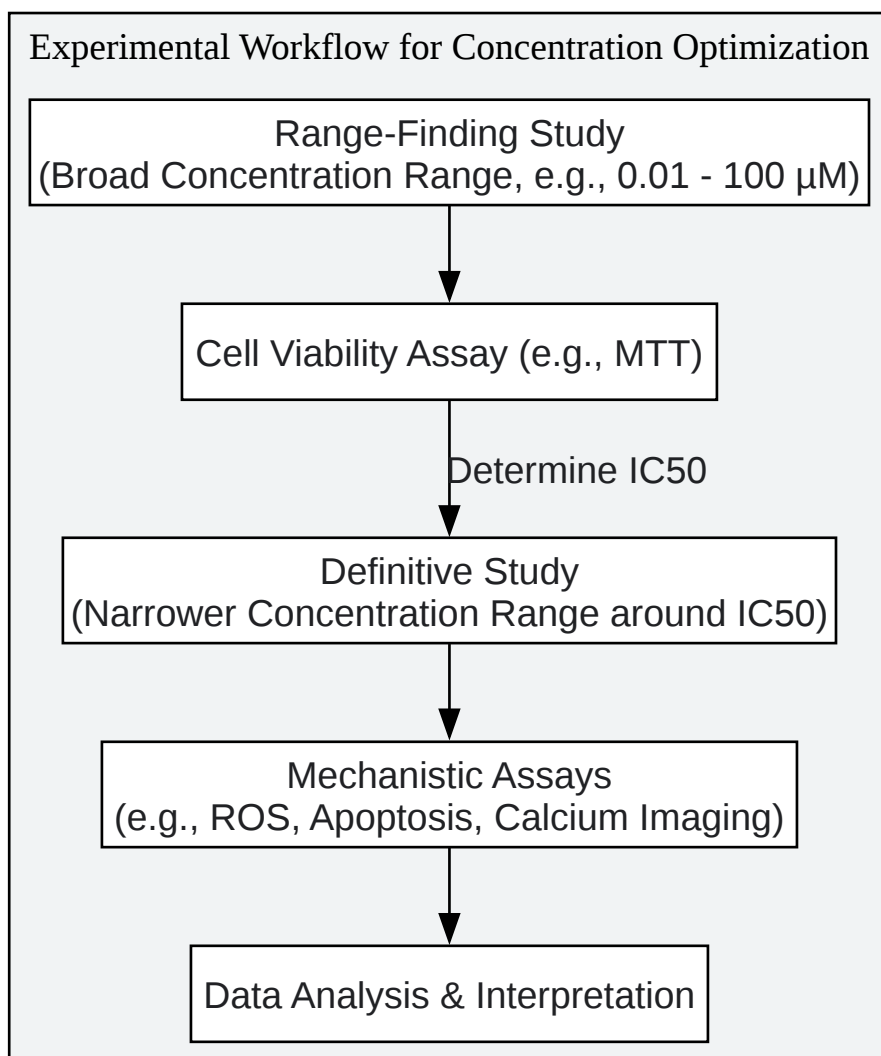 Experimental Workflow for Concentration Optimization
Range-Finding Study
(Broad Concentration Range, e.g., 0.01 - 100 µM)
Cell Viability Assay (e.g., MTT)
Determine IC50
Definitive Study
(Narrower Concentration Range around IC50)
Mechanistic Assays
(e.g., ROS, Apoptosis, Calcium Imaging)
Data Analysis & Interpretation